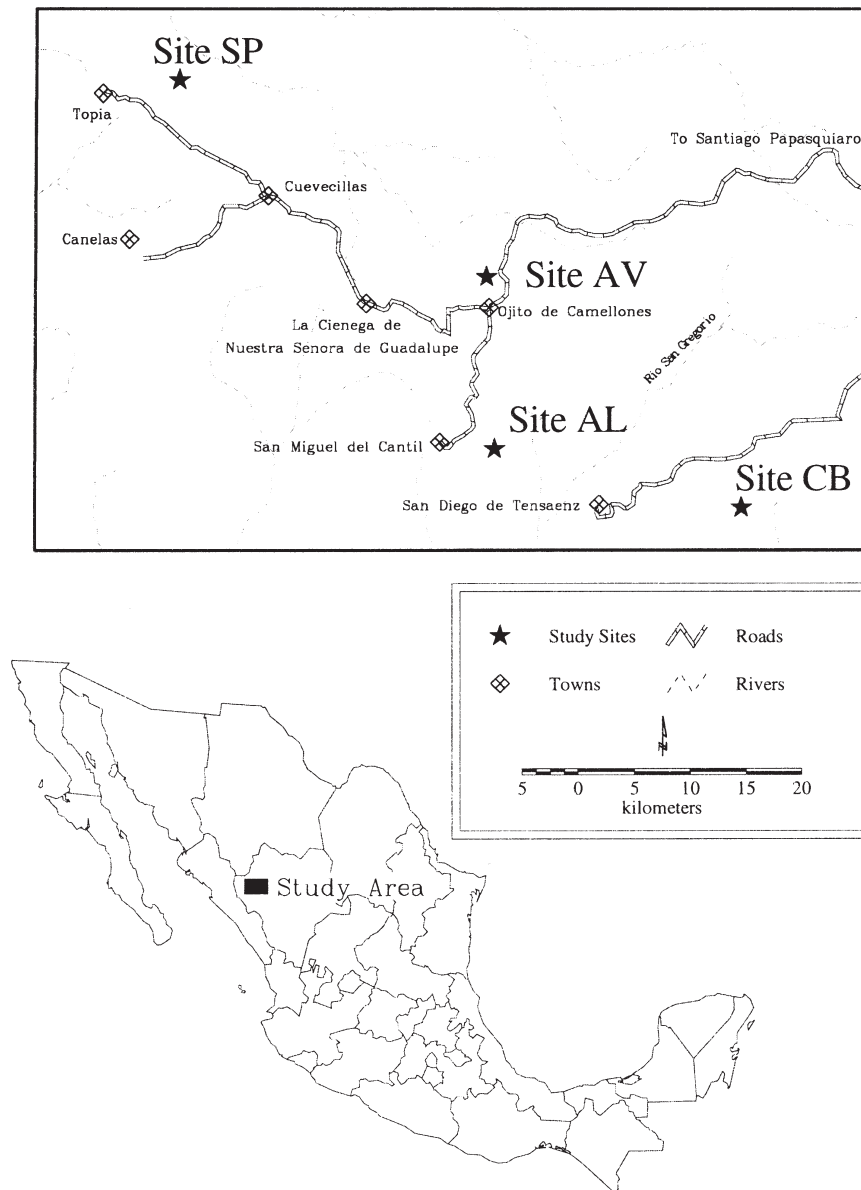 Site SP
Topia
To Santiago Papasquiaro
Cuevecillas
Canelas
Site AV
Ojito de Camellones
La Cienega de
Nuestra Senora de Guadalupe
Rio San Gregorio
Site AL
San Miguel del Cantil
Site CB
San Diego de Tensaenz
Study Sites
Roads
Towns
Rivers
N
5 0 5 10 15 20
kilometers
Study Area